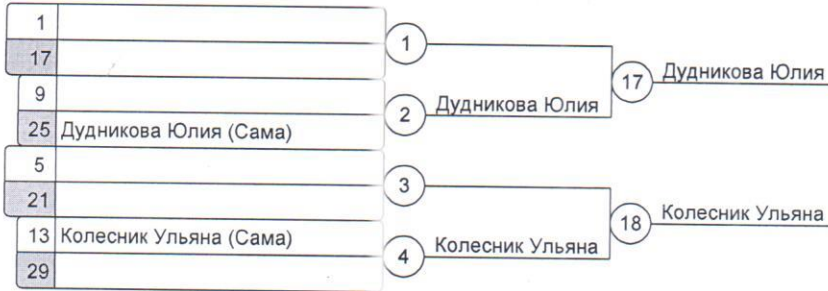 1
17
1
17 Дудникова Юлия
9
2 Дудникова Юлия
25 Дудникова Юлия (Сама)
5
3
21
18 Колесник Ульяна
13 Колесник Ульяна (Сама)
4 Колесник Ульяна
29